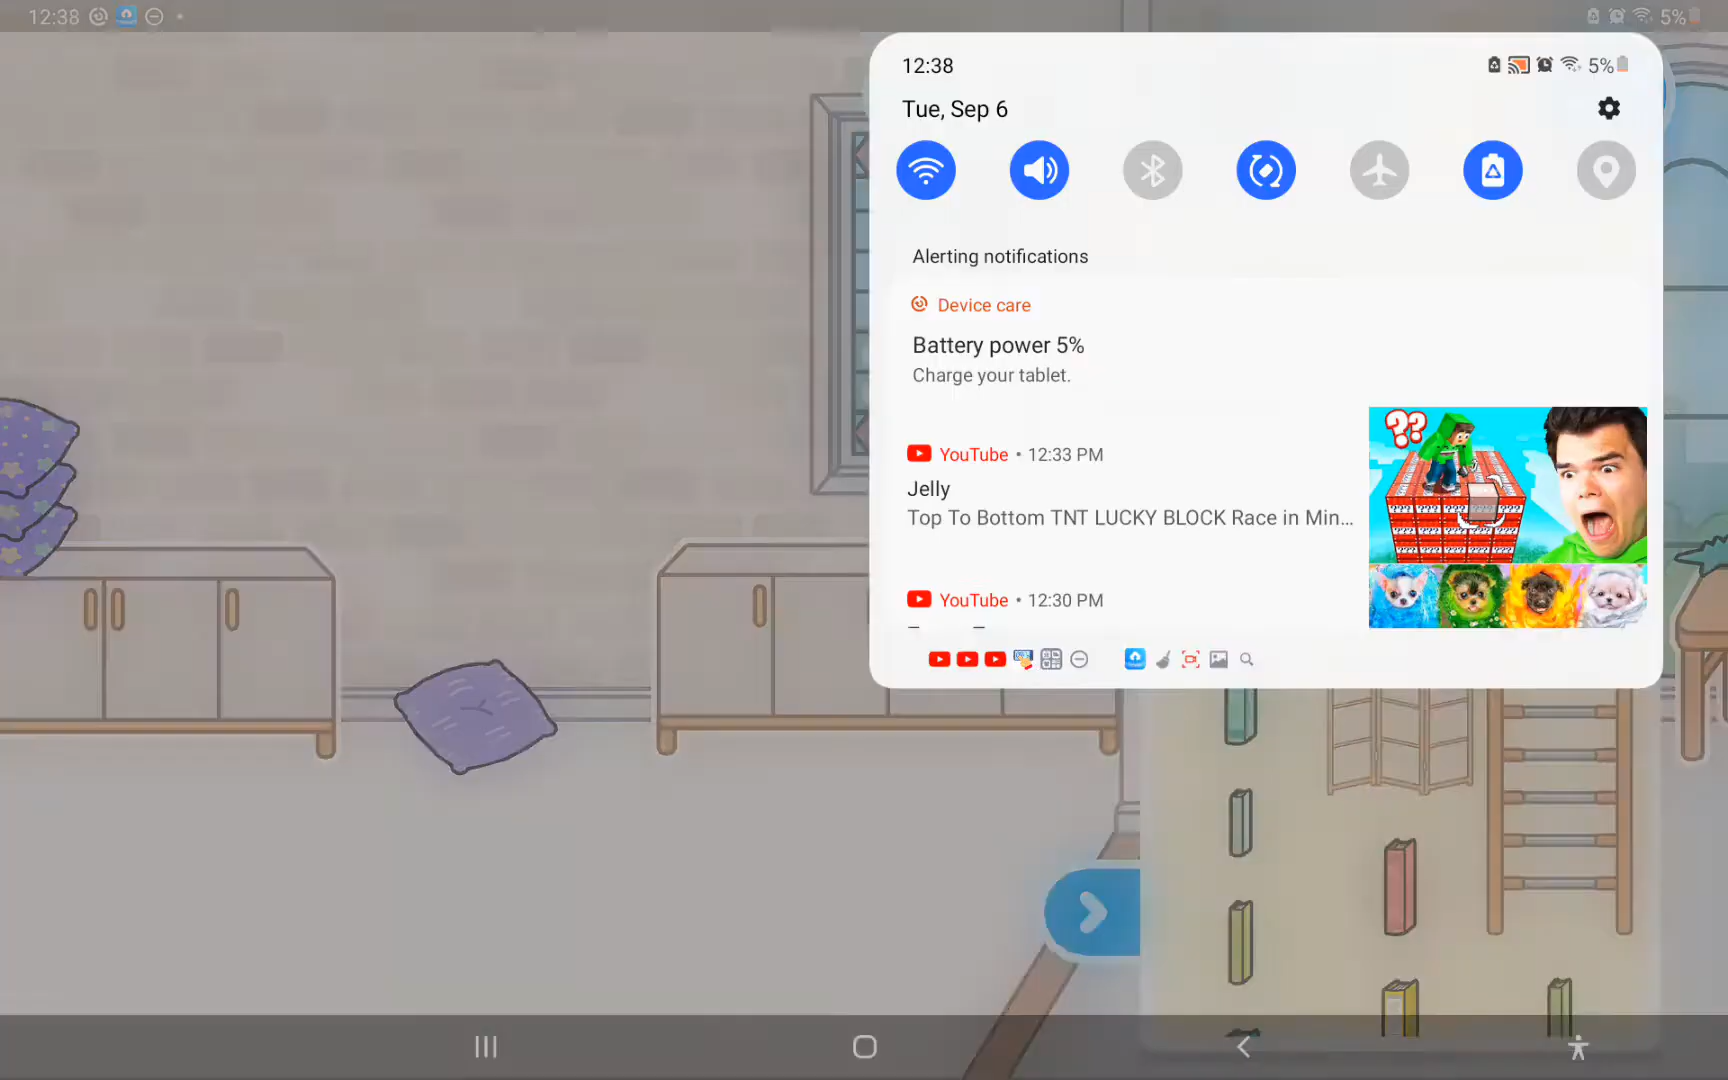 12:38
5%
12:38
5%
Tue, Sep 6
Alerting notifications
Device care
Battery power 5%
Charge your tablet.
YouTube • 12:33 PM
Jelly
Top To Bottom TNT LUCKY BLOCK Race in Min...
??
YouTube • 12:30 PM